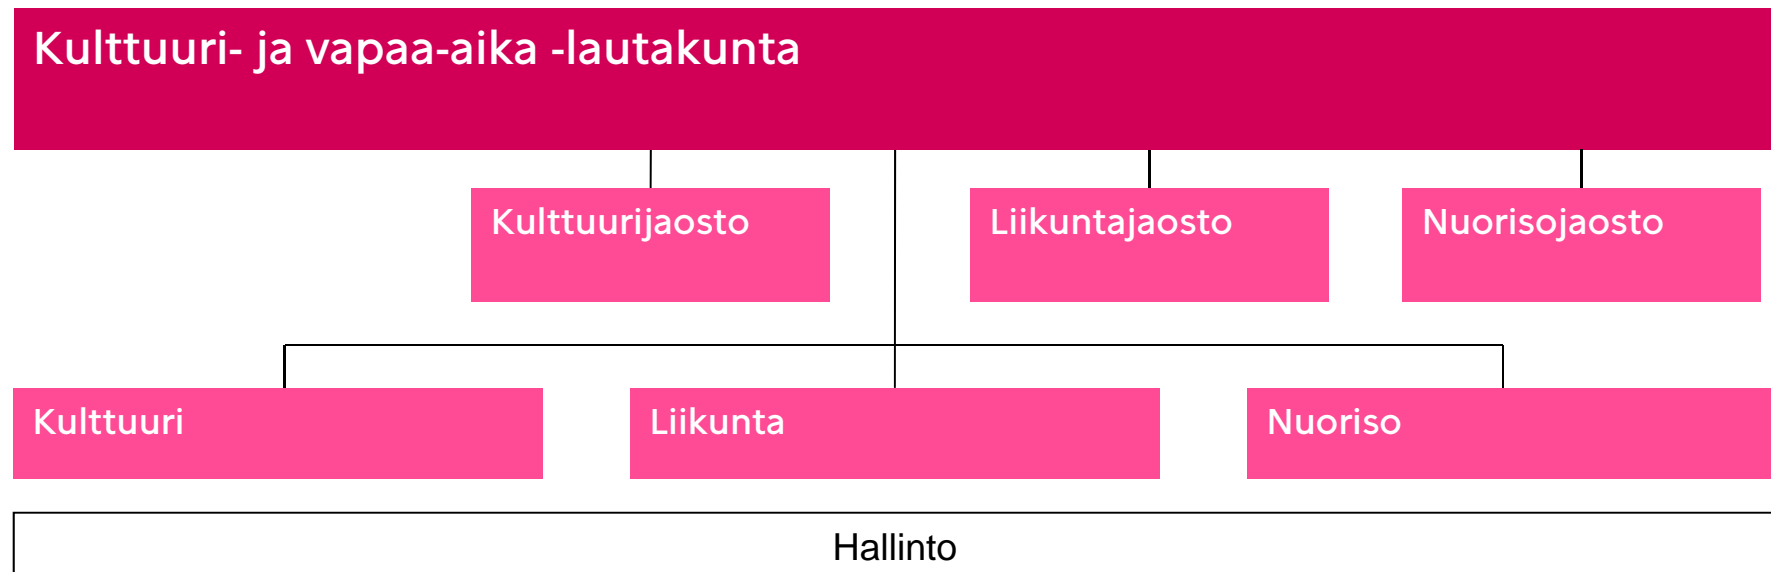 Kulttuuri- ja vapaa-aika -lautakunta
Kulttuurijaosto
Liikuntajaosto
Nuorisojaosto
Kulttuuri
Liikunta
Nuoriso
Hallinto